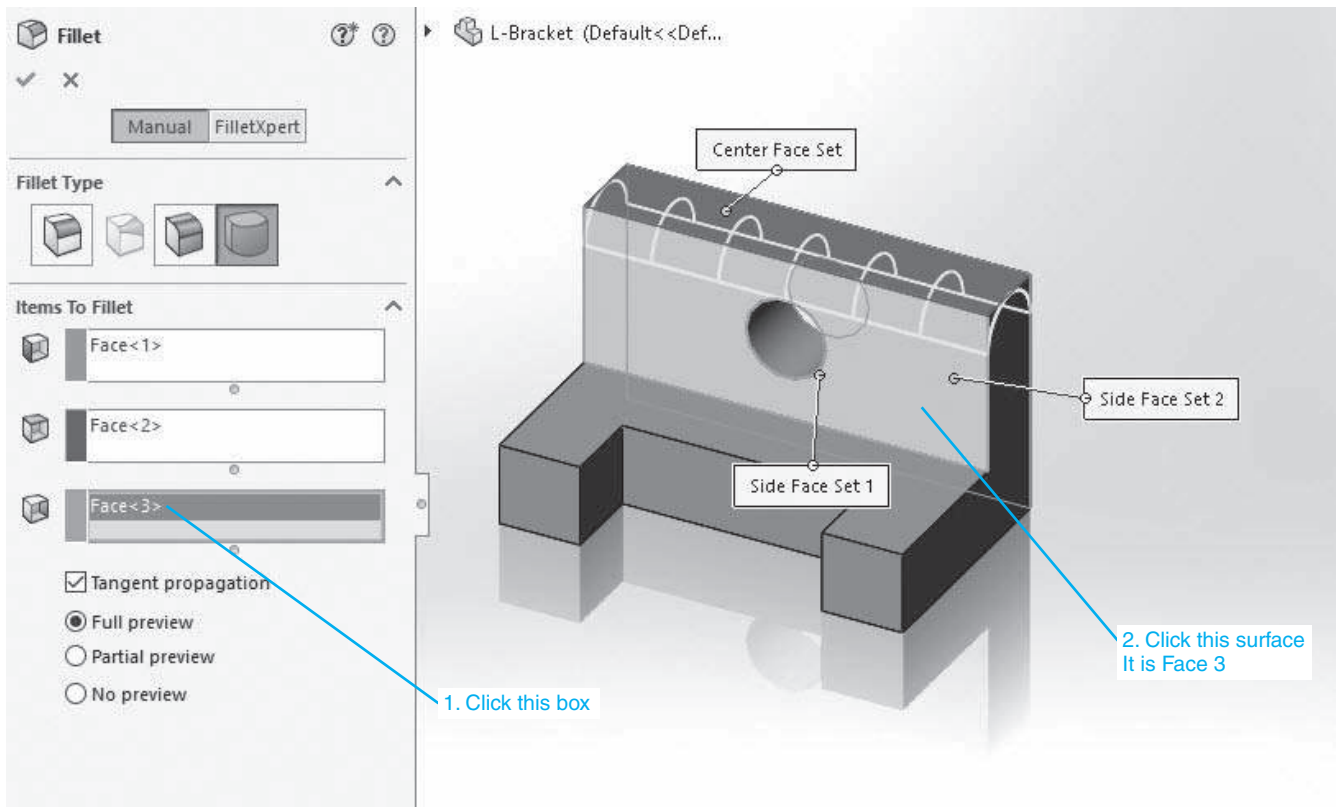 Fillet
L-Bracket (Default<<Def...
Manual FilletXpert
Fillet Type
Items To Fillet
Face<1>
Face<2>
Face<3>
Tangent propagation
Full preview
Partial preview
No preview
Center Face Set
Side Face Set 2
Side Face Set 1
1. Click this box
2. Click this surface
It is Face 3